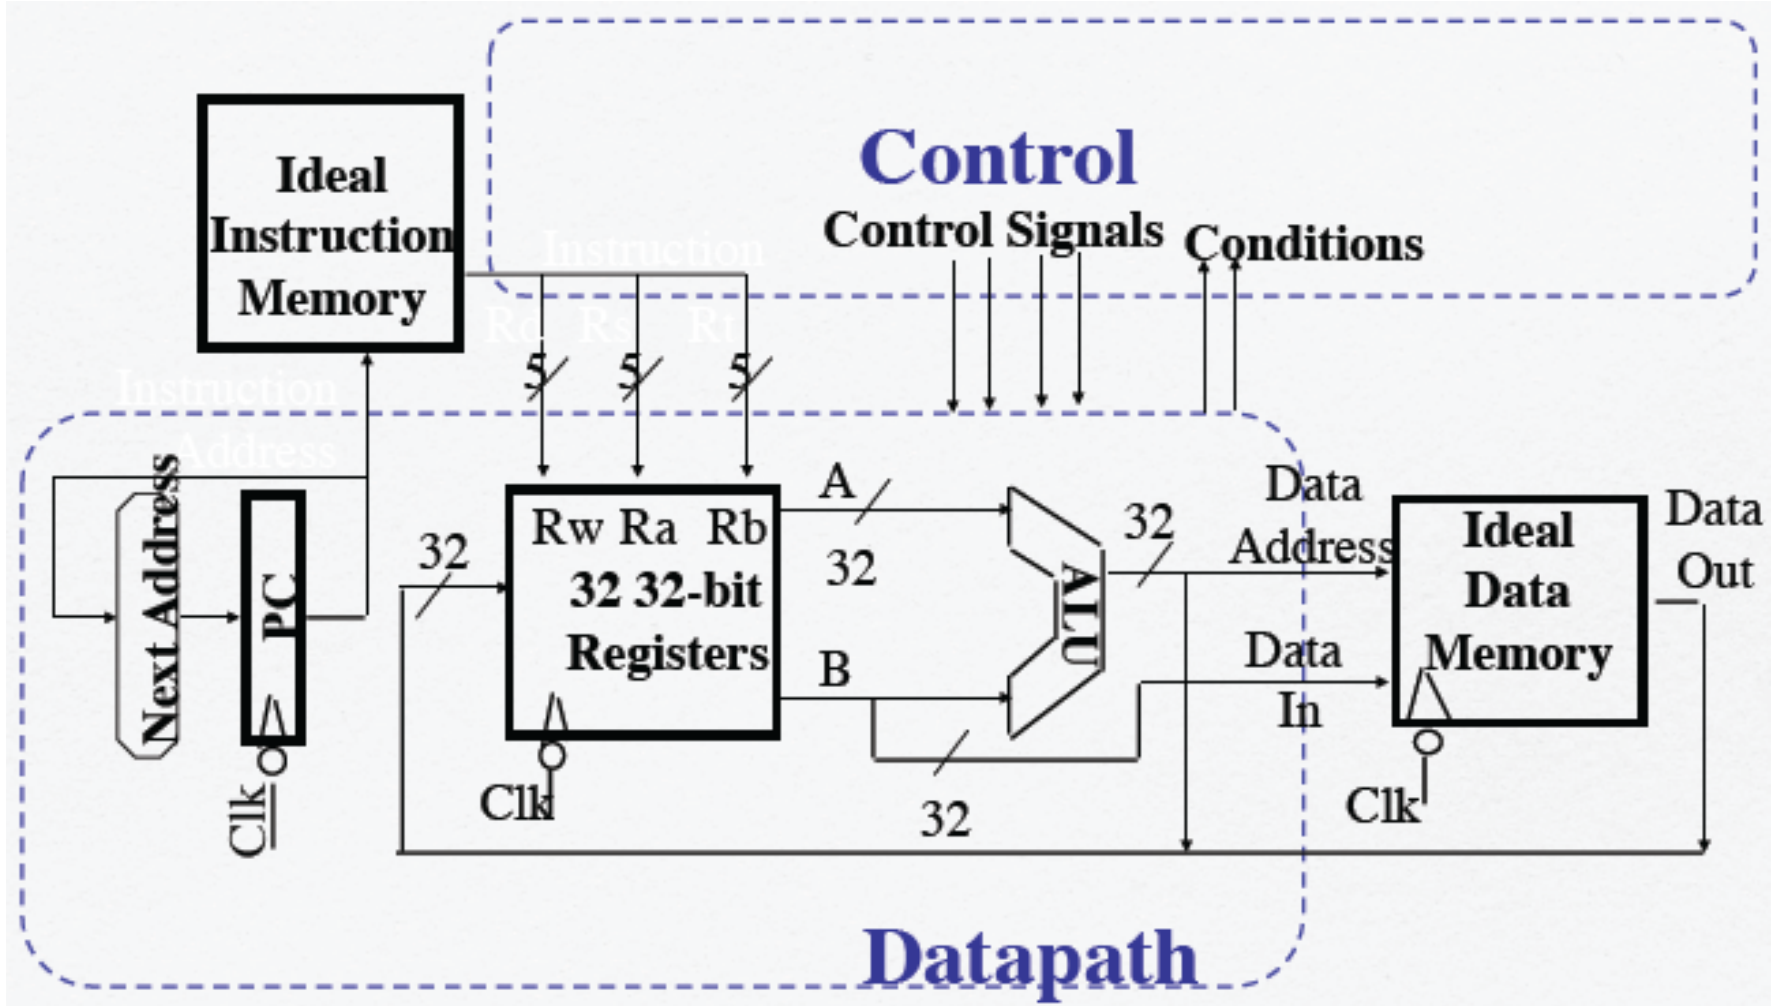 Control
Control Signals
Conditions
Ideal
Instruction
Memory
Instruction
Rd Rs Rt
5 5 5
Instruction
Address
Next Address
PC
Clk
32
Rw Ra Rb
32 32-bit
Registers
Clk
A
32
B
32
ALU
32
Data
Address
Data
In
Ideal
Data
Memory
Clk
Data
Out
Datapath